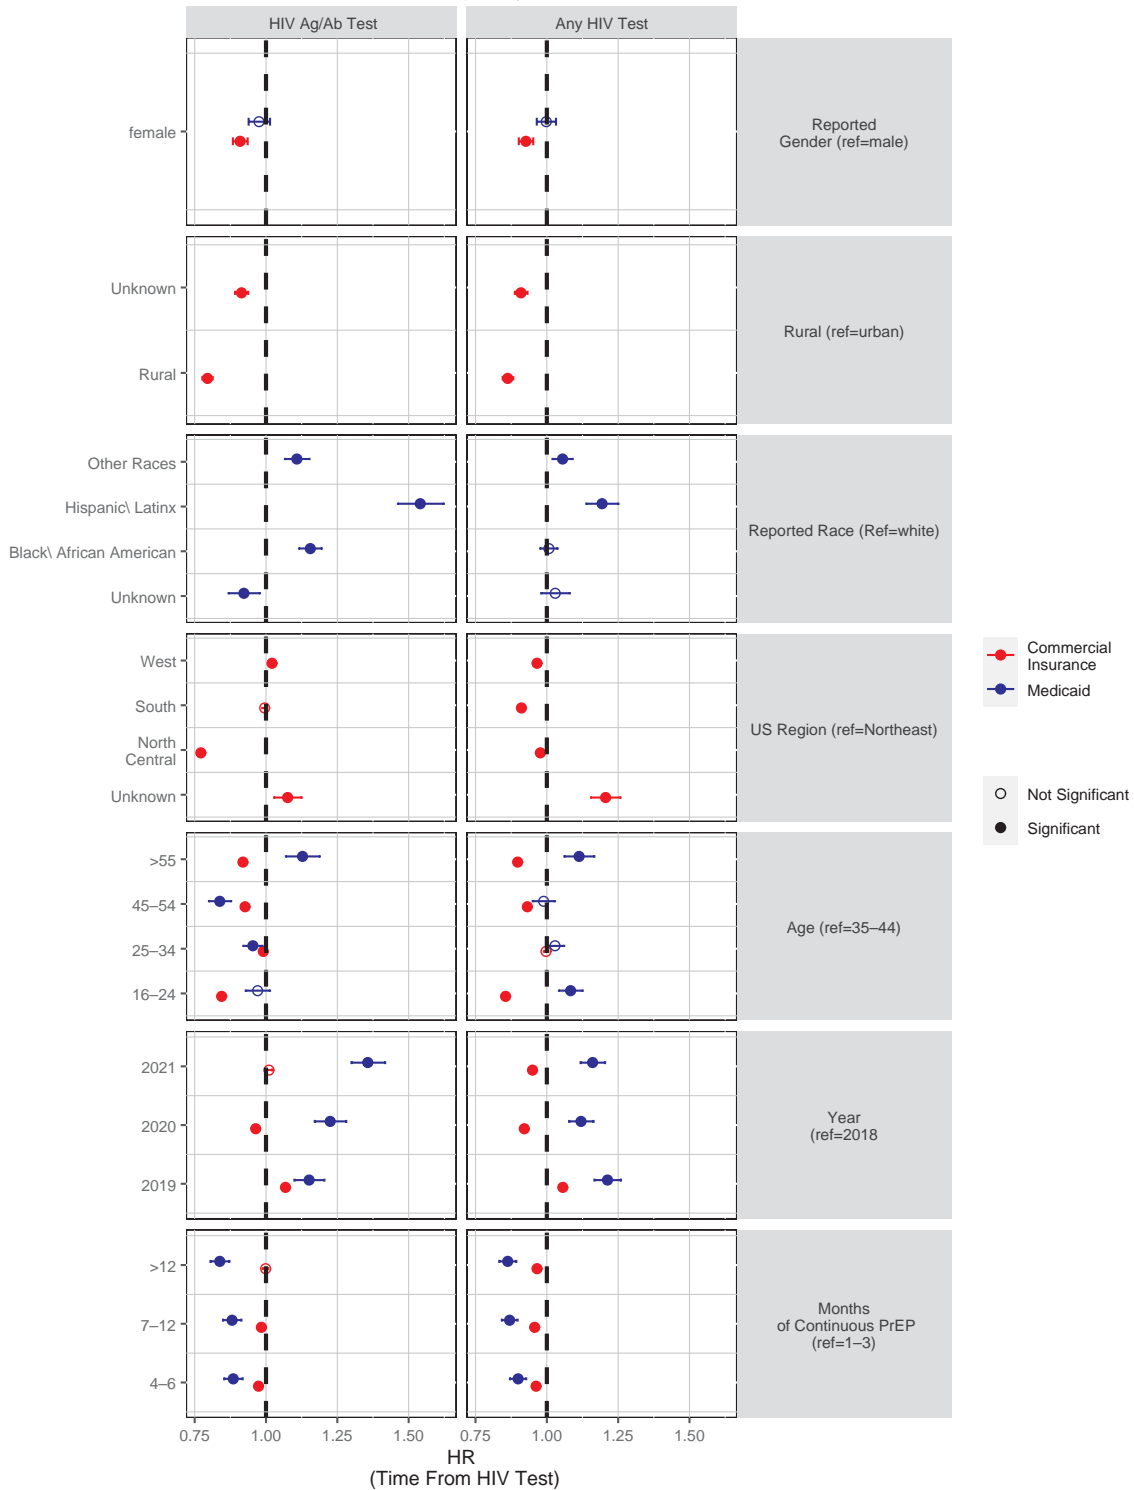 HIV Ag/Ab Test
Any HIV Test
female
Reported
Gender (ref=male)
Unknown
Rural
Rural (ref=urban)
Other Races
Hispanic\ Latinx
Black\ African American
Unknown
Reported Race (Ref=white)
West
South
North
Central
Unknown
US Region (ref=Northeast)
>55
45–54
25–34
16–24
Age (ref=35–44)
2021
2020
2019
Year
(ref=2018
>12
7–12
4–6
Months
of Continuous PrEP
(ref=1–3)
0.75 1.00 1.25 1.50
0.75 1.00 1.25 1.50
HR
(Time From HIV Test)
Commercial
Insurance
Medicaid
Not Significant
Significant